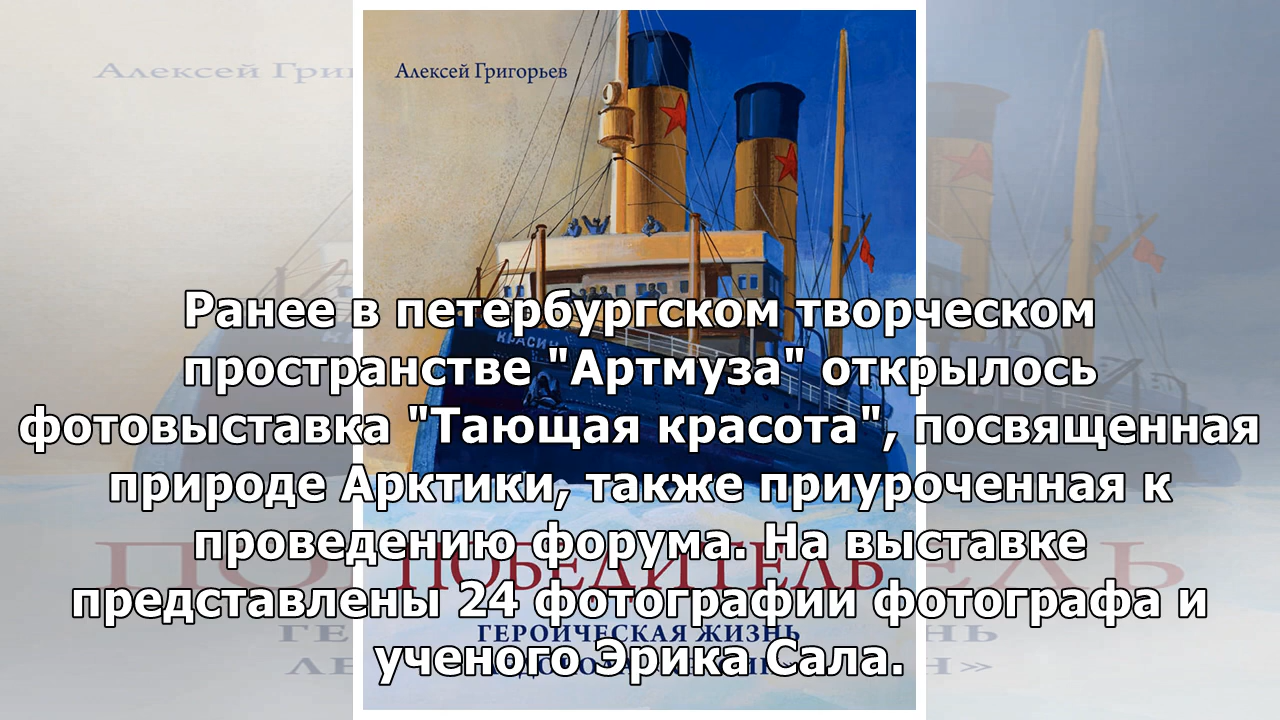 Алексей Григорьев
Ранее в петербургском творческом
пространстве "Артмуза" открылось
фотовыставка "Тающая красота", посвященная
природе Арктики, также приуроченная к
проведению форума. На выставке
представлены 24 фотографии фотографа и
ученого Эрика Сала.
ПОБЕДИТЕЛЬ
ГЕРОИЧЕСКАЯ ЖИЗНЬ